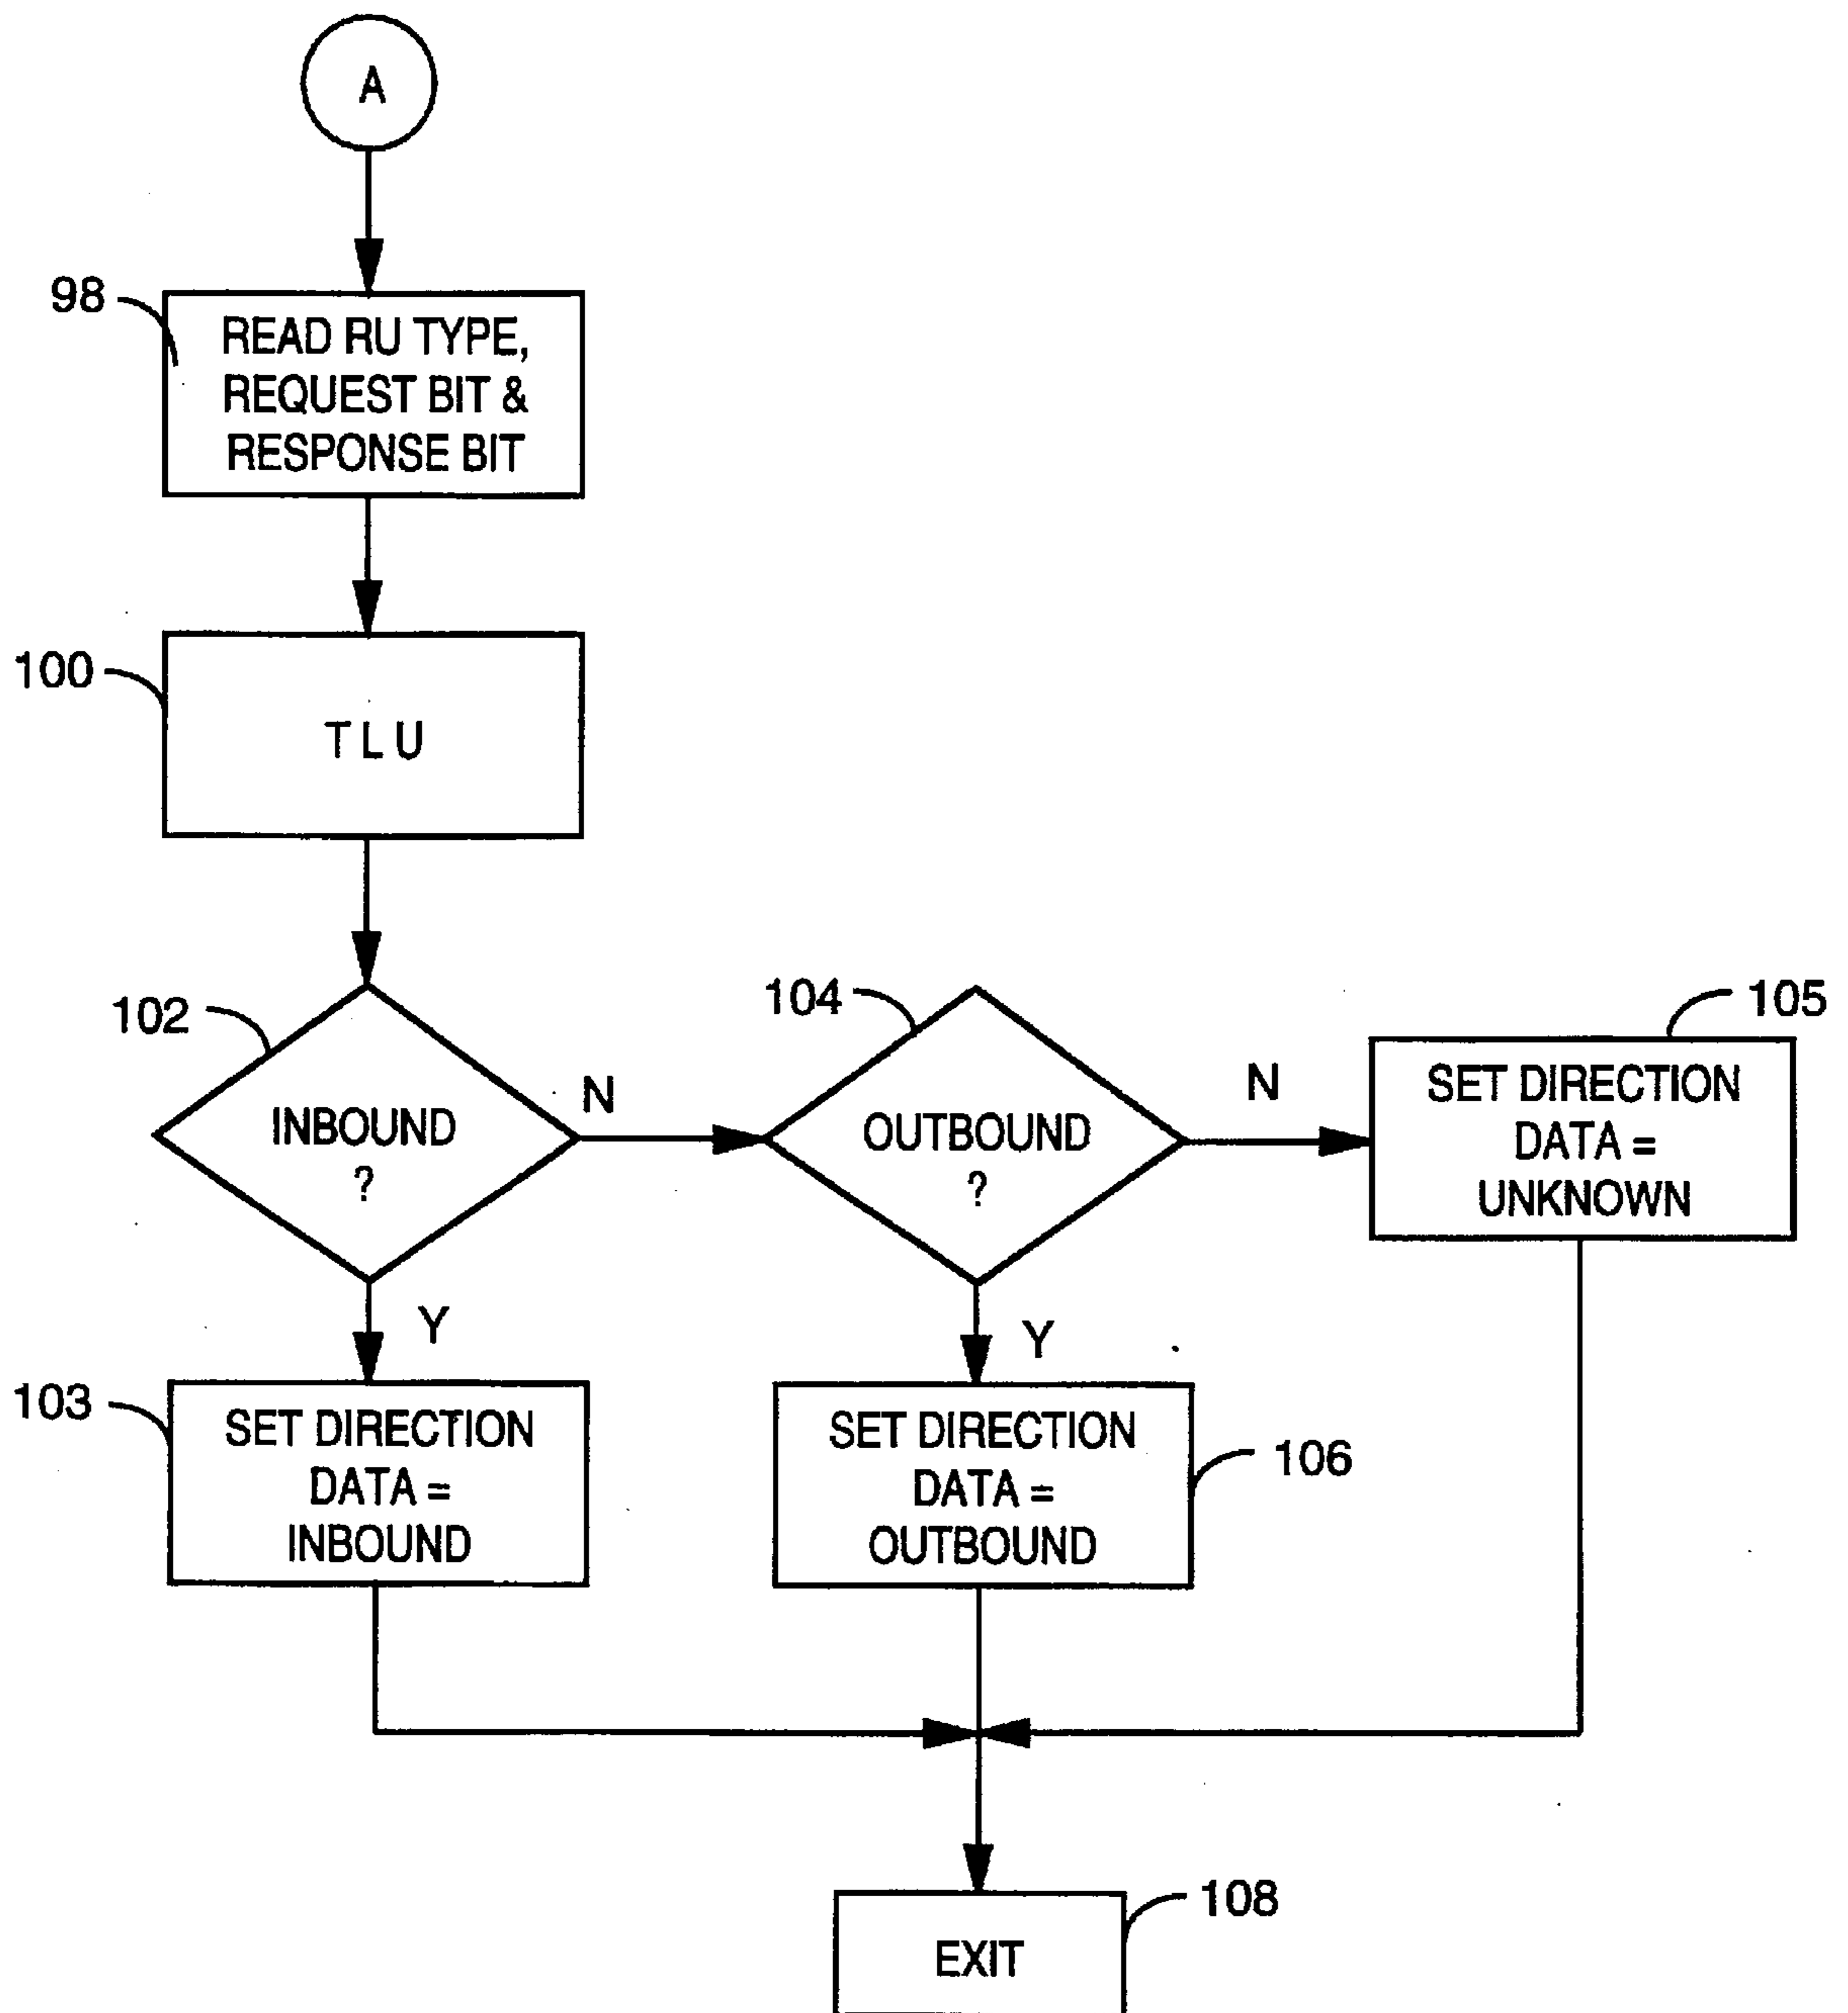 A
98
READ RU TYPE,
REQUEST BIT &
RESPONSE BIT
100
TLU
102
INBOUND
?
N
Y
104
OUTBOUND
?
N
Y
105
SET DIRECTION
DATA =
UNKNOWN
103
SET DIRECTION
DATA =
INBOUND
SET DIRECTION
DATA =
OUTBOUND
106
EXIT
108